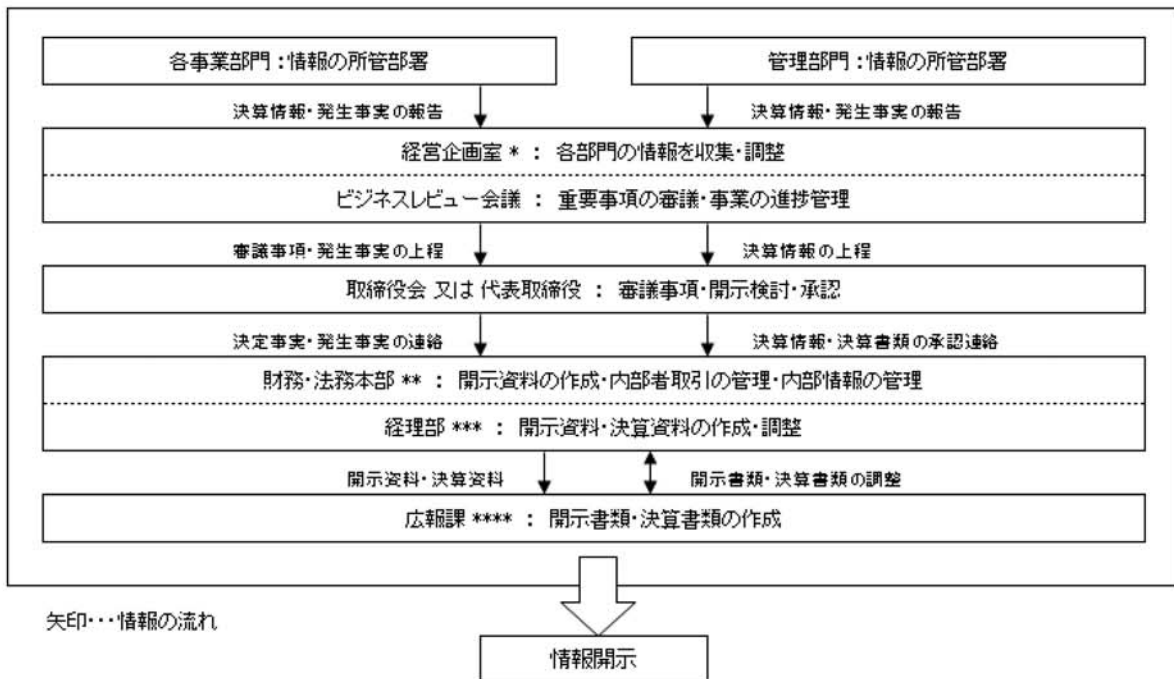 各事業部門：情報の所管部署
管理部門：情報の所管部署
決算情報・発生事実の報告
決算情報・発生事実の報告
経営企画室 * ： 各部門の情報を収集・調整
ビジネスレビュー会議 ： 重要事項の審議・事業の進捗管理
審議事項・発生事実の上程
決算情報の上程
取締役会 又は 代表取締役 ： 審議事項・開示検討・承認
決定事実・発生事実の連絡
決算情報・決算書類の承認連絡
財務・法務本部 ** ： 開示資料の作成・内部者取引の管理・内部情報の管理
経理部 *** ： 開示資料・決算資料の作成・調整
開示資料・決算資料
開示書類・決算書類の調整
広報課 **** ： 開示書類・決算書類の作成
矢印・・・情報の流れ
情報開示